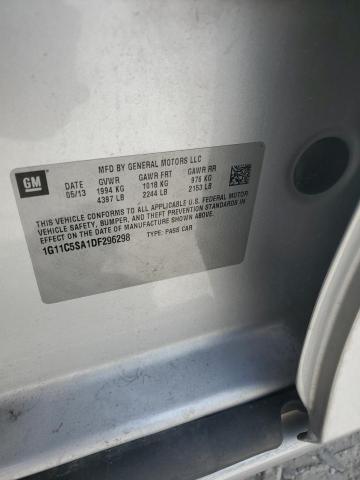 MFD BY GENERAL MOTORS LLC
GM
DATE GVWR GAWR FRT GAWR RR
05/13 1994 KG 1018 KG 976 KG
4397 LB 2244 LB 2153 LB
THIS VEHICLE CONFORMS TO ALL APPLICABLE U.S. FEDERAL MOTOR
VEHICLE SAFETY, BUMPER, AND THEFT PREVENTION STANDARDS IN
EFFECT ON THE DATE OF MANUFACTURE SHOWN ABOVE.
1G11C5SA1DF296298 TYPE: PASS CAR